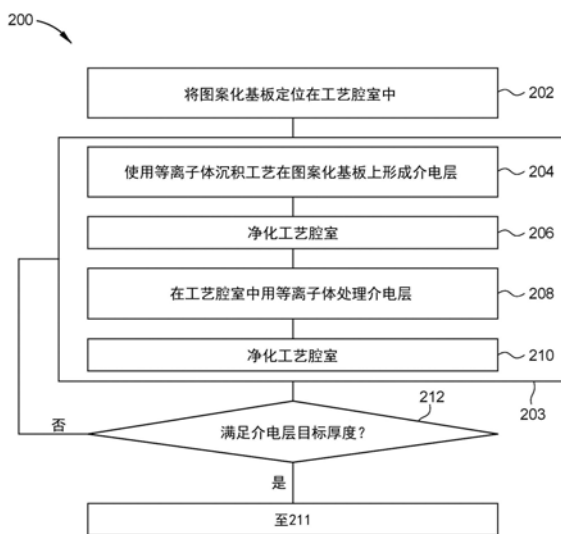 200
将图案化基板定位在工艺腔室中
202
使用等离子体沉积工艺在图案化基板上形成介电层
204
净化工艺腔室
206
在工艺腔室中用等离子体处理介电层
208
净化工艺腔室
210
203
212
满足介电层目标厚度?
否
是
至211